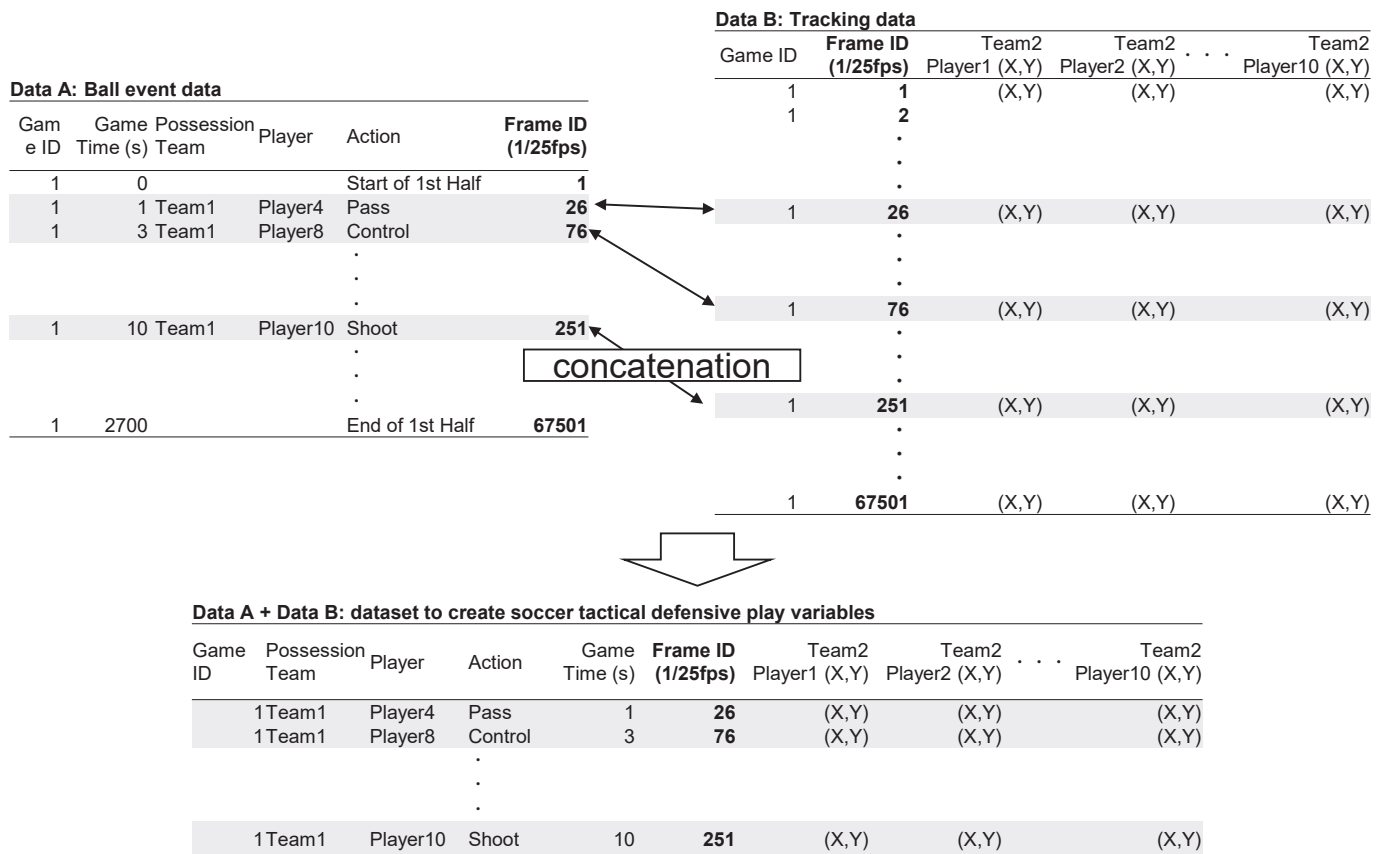 Data A: Ball event data
Gam e ID Game Time (s) Possession Team Player Action Frame ID (1/25fps)
1 0 Start of 1st Half 1
1 1 Team1 Player4 Pass 26
1 3 Team1 Player8 Control 76
.
.
.
1 10 Team1 Player10 Shoot 251
.
.
.
1 2700 End of 1st Half 67501
Data B: Tracking data
Game ID Frame ID (1/25fps) Team2 Player1 (X,Y) Team2 Player2 (X,Y) . . . Team2 Player10 (X,Y)
1 1 (X,Y) (X,Y) (X,Y)
1 2
.
.
.
1 26 (X,Y) (X,Y) (X,Y)
.
.
.
1 76 (X,Y) (X,Y) (X,Y)
.
.
.
1 251 (X,Y) (X,Y) (X,Y)
.
.
.
1 67501 (X,Y) (X,Y) (X,Y)
concatenation
Data A + Data B: dataset to create soccer tactical defensive play variables
Game ID Possession Team Player Action Game Time (s) Frame ID (1/25fps) Team2 Player1 (X,Y) Team2 Player2 (X,Y) . . . Team2 Player10 (X,Y)
1 Team1 Player4 Pass 1 26 (X,Y) (X,Y) (X,Y)
1 Team1 Player8 Control 3 76 (X,Y) (X,Y) (X,Y)
.
.
.
1 Team1 Player10 Shoot 10 251 (X,Y) (X,Y) (X,Y)